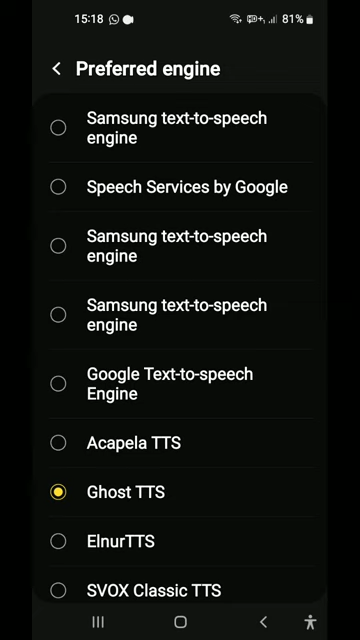 15:18 81%
Preferred engine
Samsung text-to-speech
engine
Speech Services by Google
Samsung text-to-speech
engine
Samsung text-to-speech
engine
Google Text-to-speech
Engine
Acapela TTS
Ghost TTS
ElnurTTS
SVOX Classic TTS